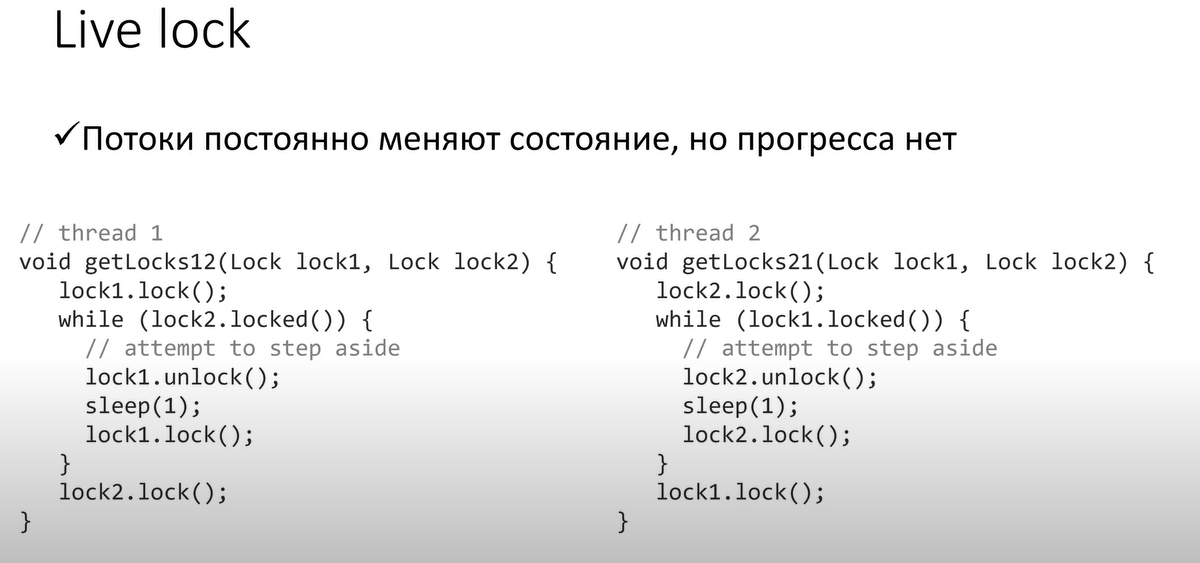 Live lock
✓Потоки постоянно меняют состояние, но прогресса нет
// thread 1
void getLocks12(Lock lock1, Lock lock2) {
   lock1.lock();
   while (lock2.locked()) {
     // attempt to step aside
     lock1.unlock();
     sleep(1);
     lock1.lock();
   }
   lock2.lock();
}
// thread 2
void getLocks21(Lock lock1, Lock lock2) {
   lock2.lock();
   while (lock1.locked()) {
     // attempt to step aside
     lock2.unlock();
     sleep(1);
     lock2.lock();
   }
   lock1.lock();
}